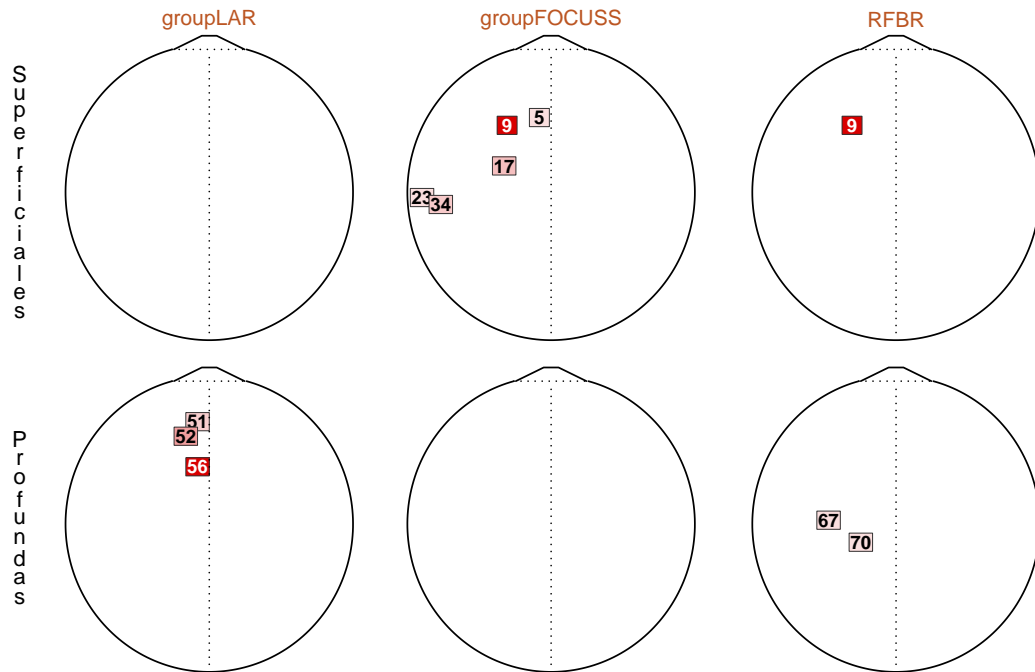 groupLAR groupFOCUSS RFBR
Superficiales
9 5 9
17
23 34
Profundas
51
52
56
67
70